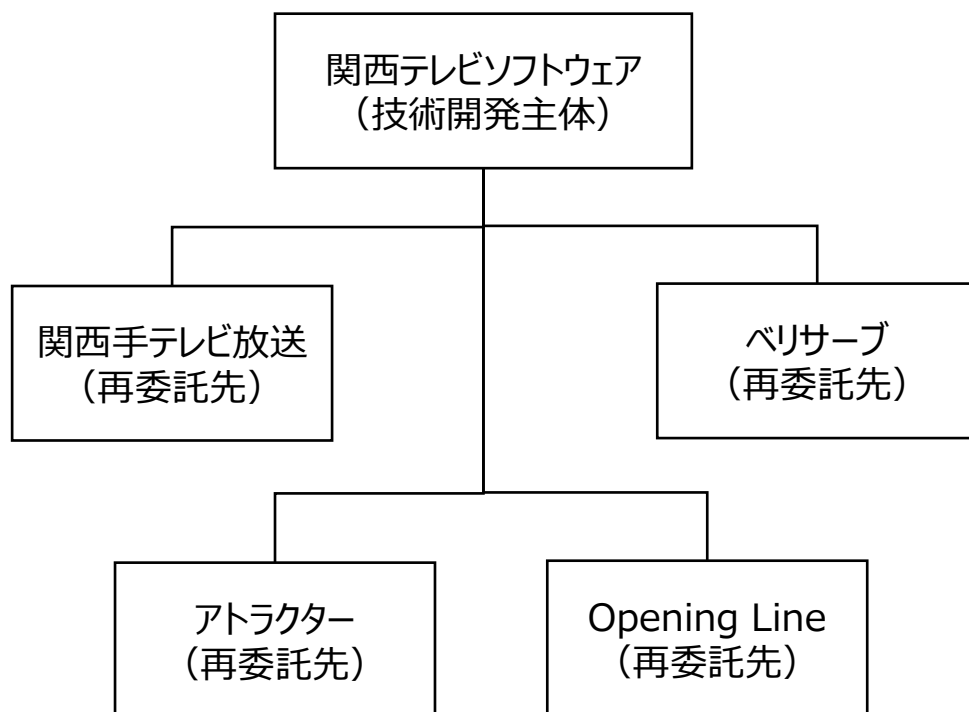 関西テレビソフトウェア
（技術開発主体）
関西手テレビ放送
（再委託先）
ベリサーブ
（再委託先）
アトラクター
（再委託先）
Opening Line
（再委託先）